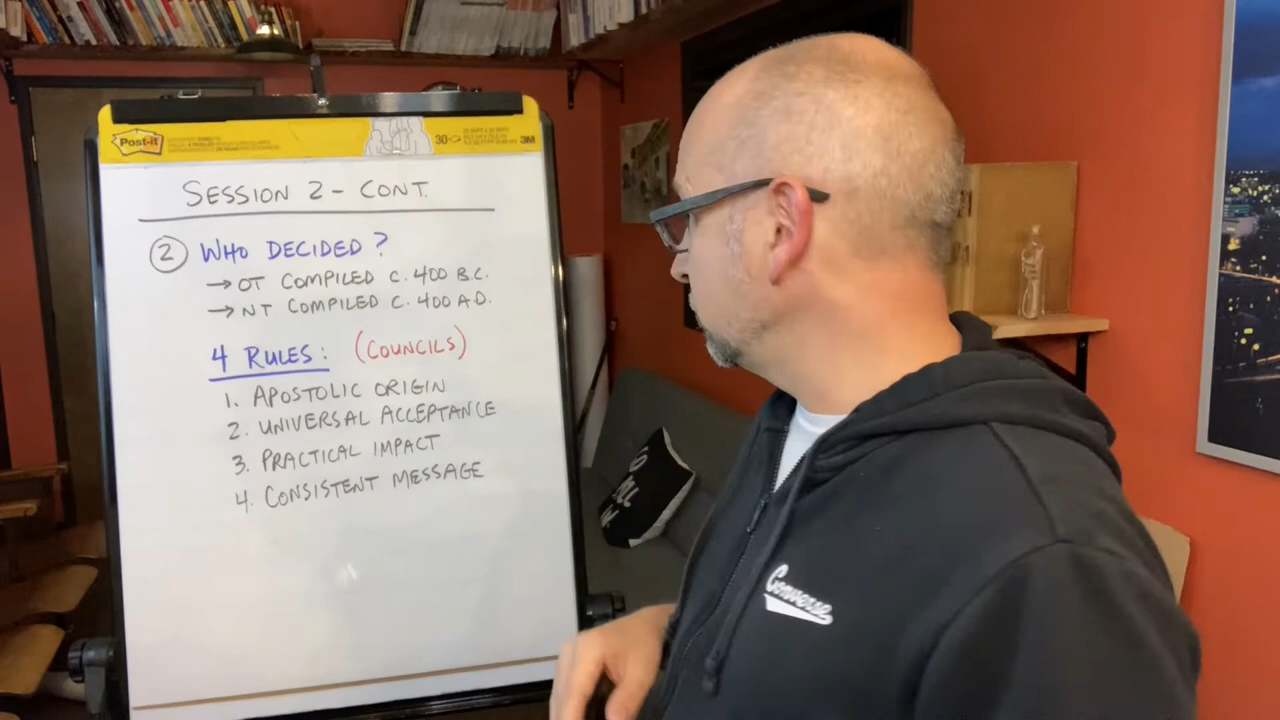 Post-it
30
3M
SESSION 2 - CONT.
② WHO DECIDED?
→ OT COMPILED C. 400 B.C.
→ NT COMPILED C. 400 A.D.
4 RULES: (COUNCILS)
1. APOSTOLIC ORIGIN
2. UNIVERSAL ACCEPTANCE
3. PRACTICAL IMPACT
4. CONSISTENT MESSAGE
Converse